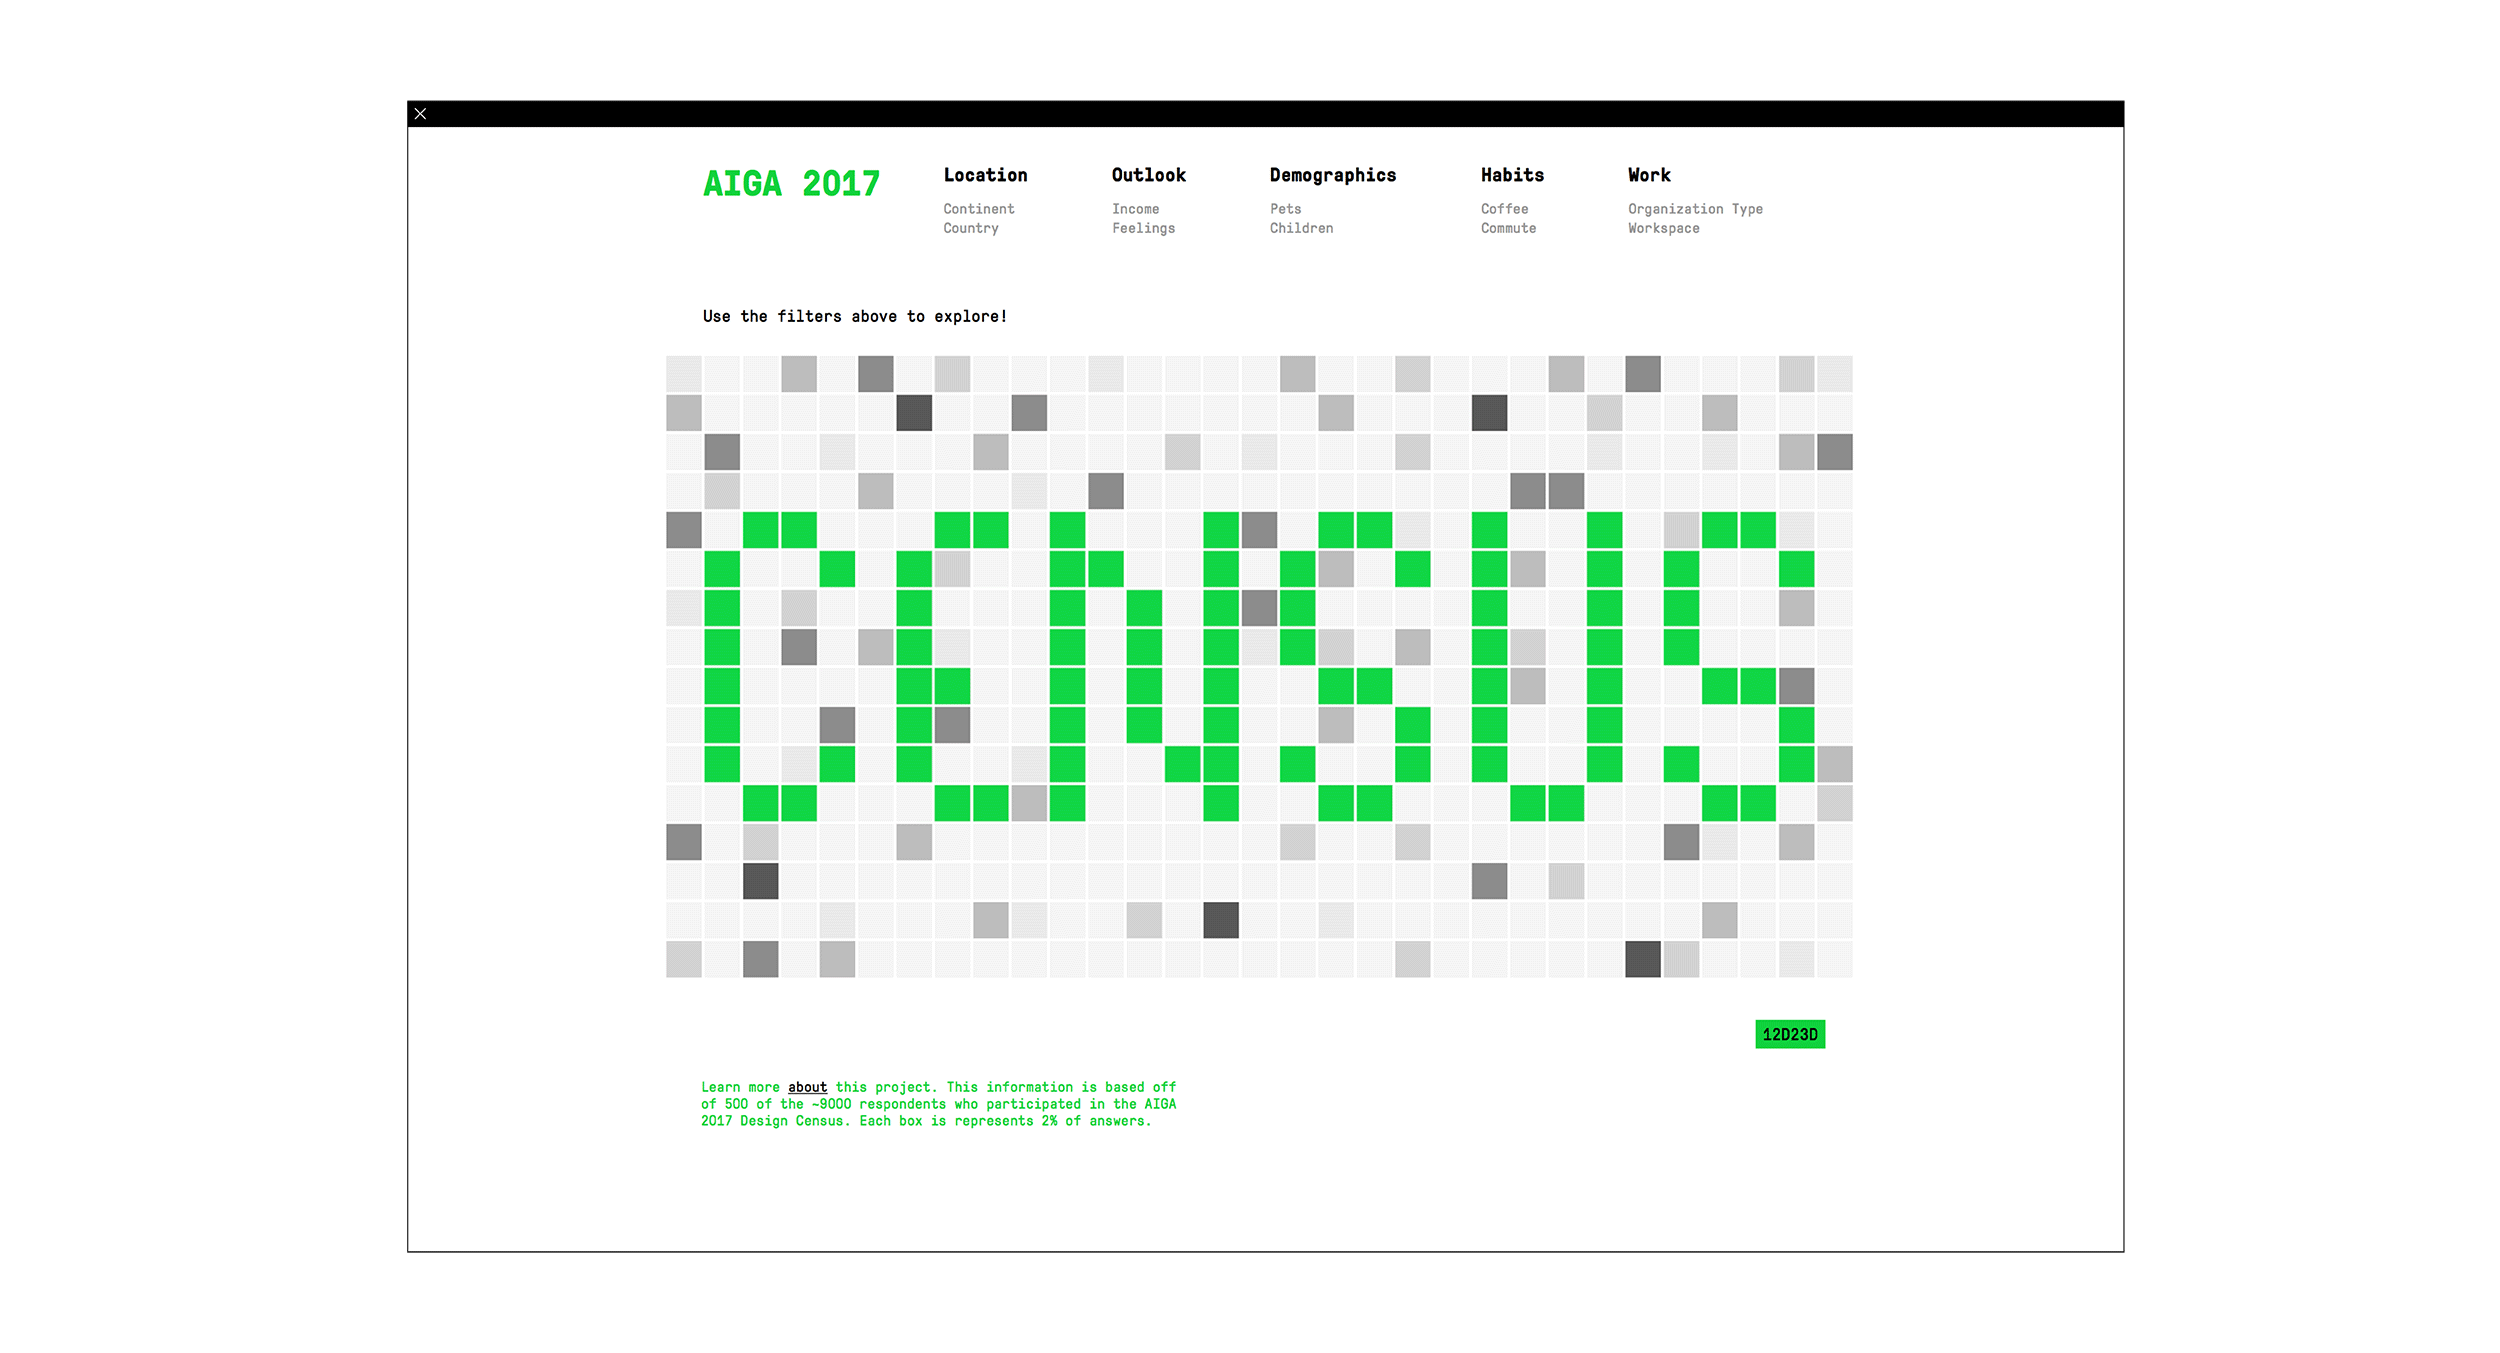 AIGA 2017
Location
Continent
Country
Outlook
Income
Feelings
Demographics
Pets
Children
Habits
Coffee
Commute
Work
Organization Type
Workspace
Use the filters above to explore!
CENSUS
12D23D
Learn more about this project. This information is based off
of 500 of the ~9000 respondents who participated in the AIGA
2017 Design Census. Each box is represents 2% of answers.